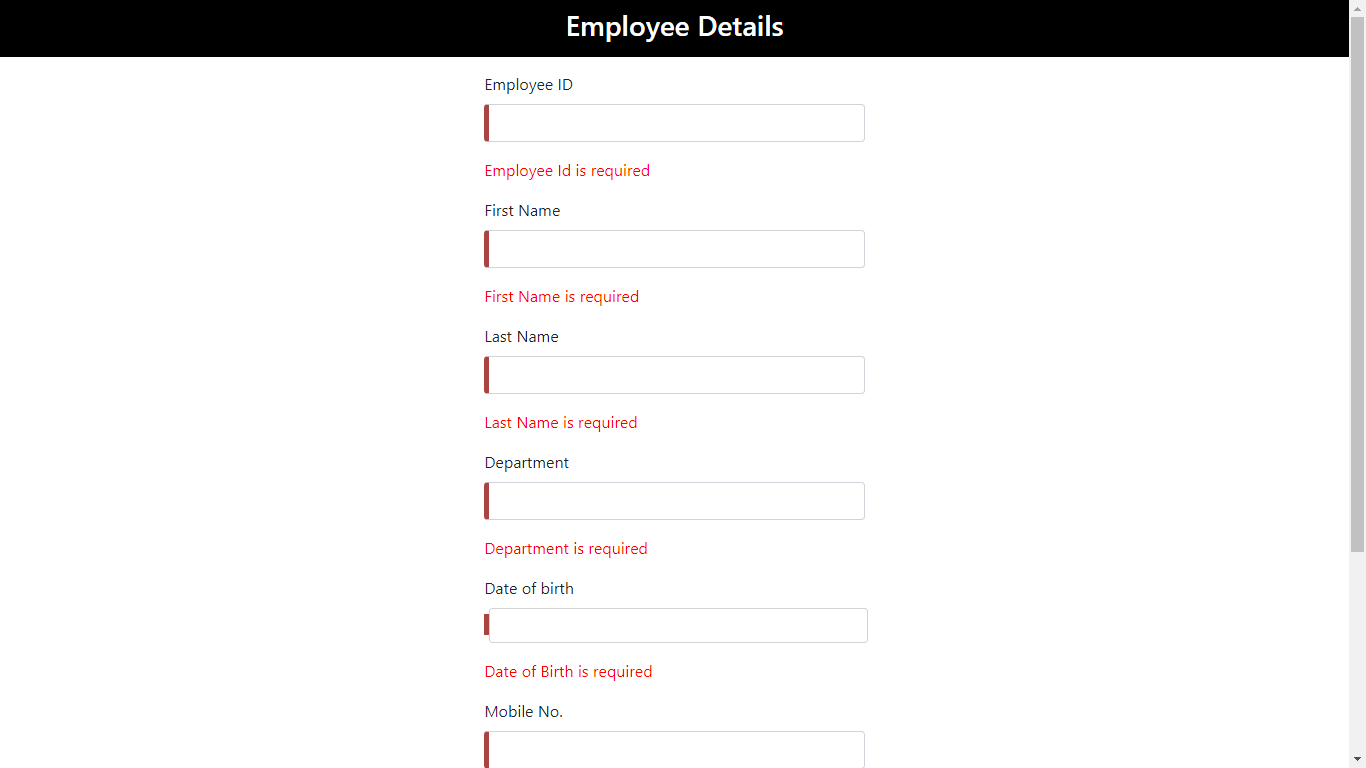 Employee Details
Employee ID
Employee Id is required
First Name
First Name is required
Last Name
Last Name is required
Department
Department is required
Date of birth
Date of Birth is required
Mobile No.